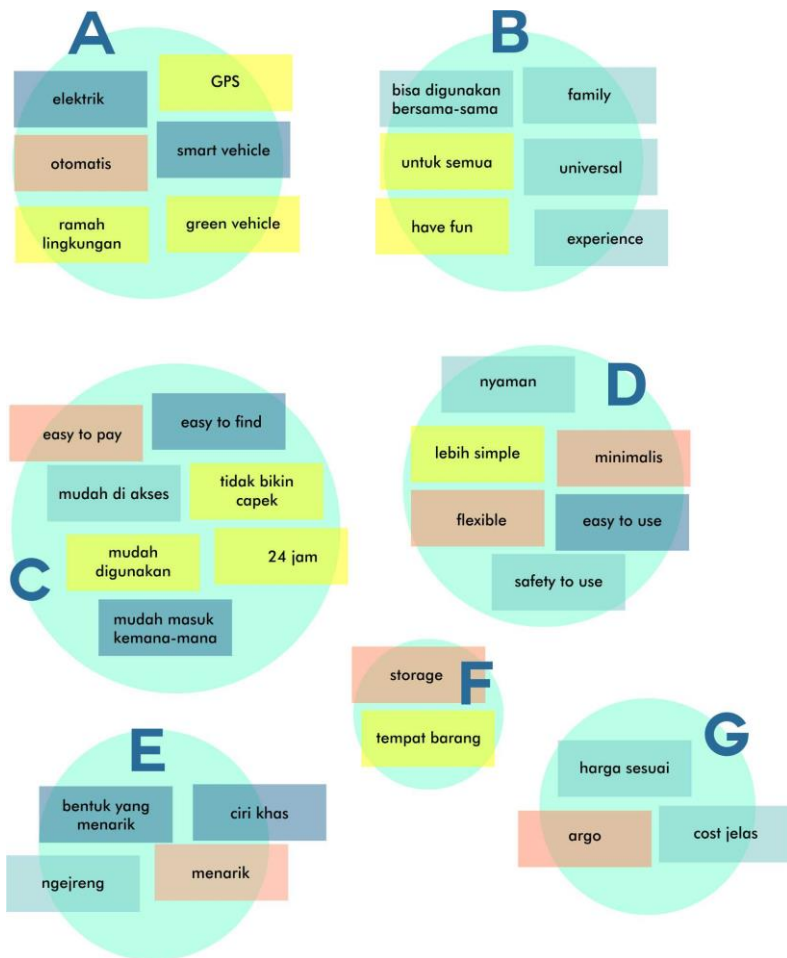 A
elektrik
GPS
otomatis
smart vehicle
ramah
lingkungan
green vehicle
B
bisa digunakan
bersama-sama
family
untuk semua
universal
have fun
experience
C
easy to pay
easy to find
mudah di akses
tidak bikin
capek
mudah
digunakan
24 jam
mudah masuk
kemana-mana
D
nyaman
lebih simple
minimalis
flexible
easy to use
safety to use
E
bentuk yang
menarik
ciri khas
ngejreng
menarik
F
storage
tempat barang
G
harga sesuai
argo
cost jelas